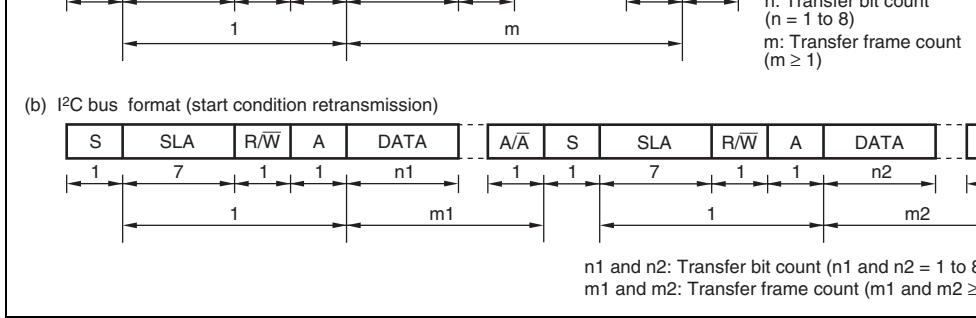 n: Transfer bit count
(n = 1 to 8)
m: Transfer frame count
(m ≥ 1)
1 m
(b) I²C bus format (start condition retransmission)
S SLA R/W̅ A DATA A/A̅ S SLA R/W̅ A DATA
1 7 1 1 n1 1 1 7 1 1 n2
1 m1 1 m2
n1 and n2: Transfer bit count (n1 and n2 = 1 to 8
m1 and m2: Transfer frame count (m1 and m2 ≥